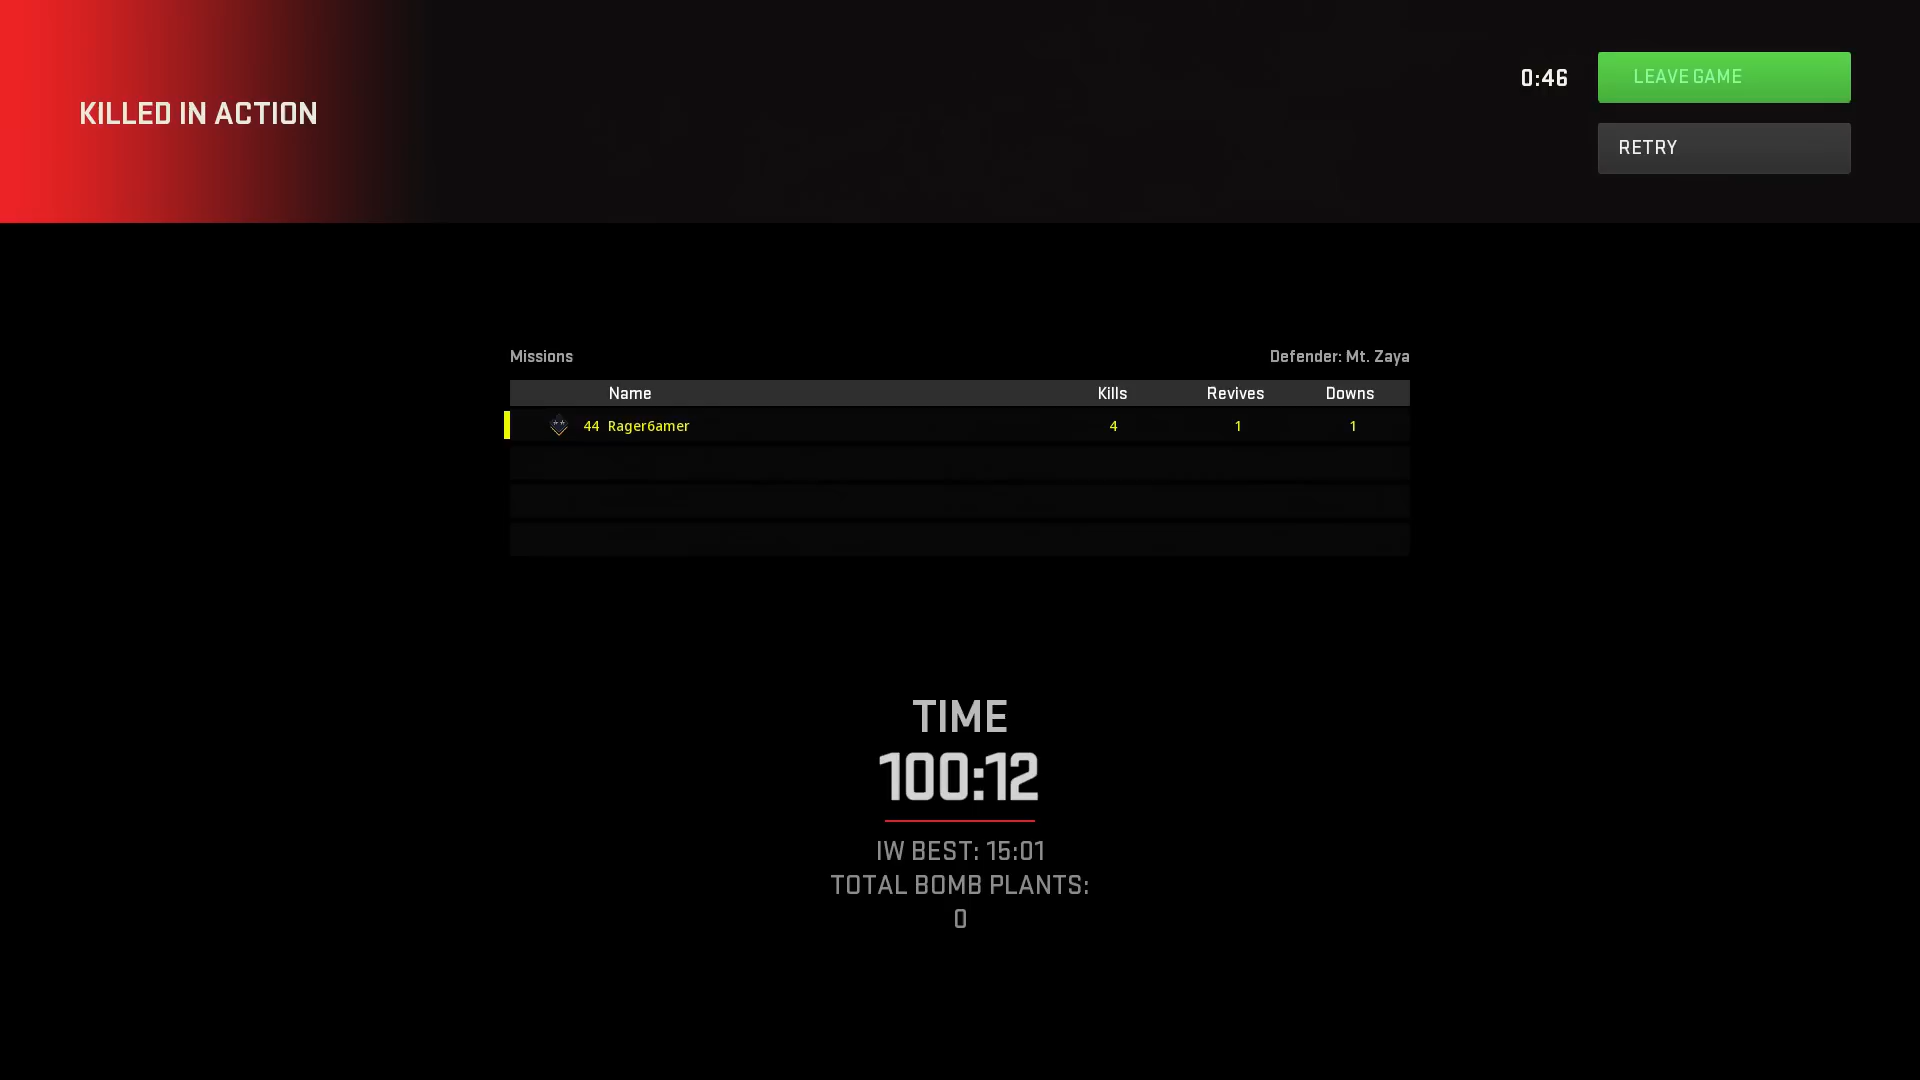 KILLED IN ACTION
0:46
LEAVE GAME
RETRY
Missions
Defender: Mt. Zaya
Name Kills Revives Downs
44 Rager6amer 4 1 1
TIME
100:12
IW BEST: 15:01
TOTAL BOMB PLANTS:
0